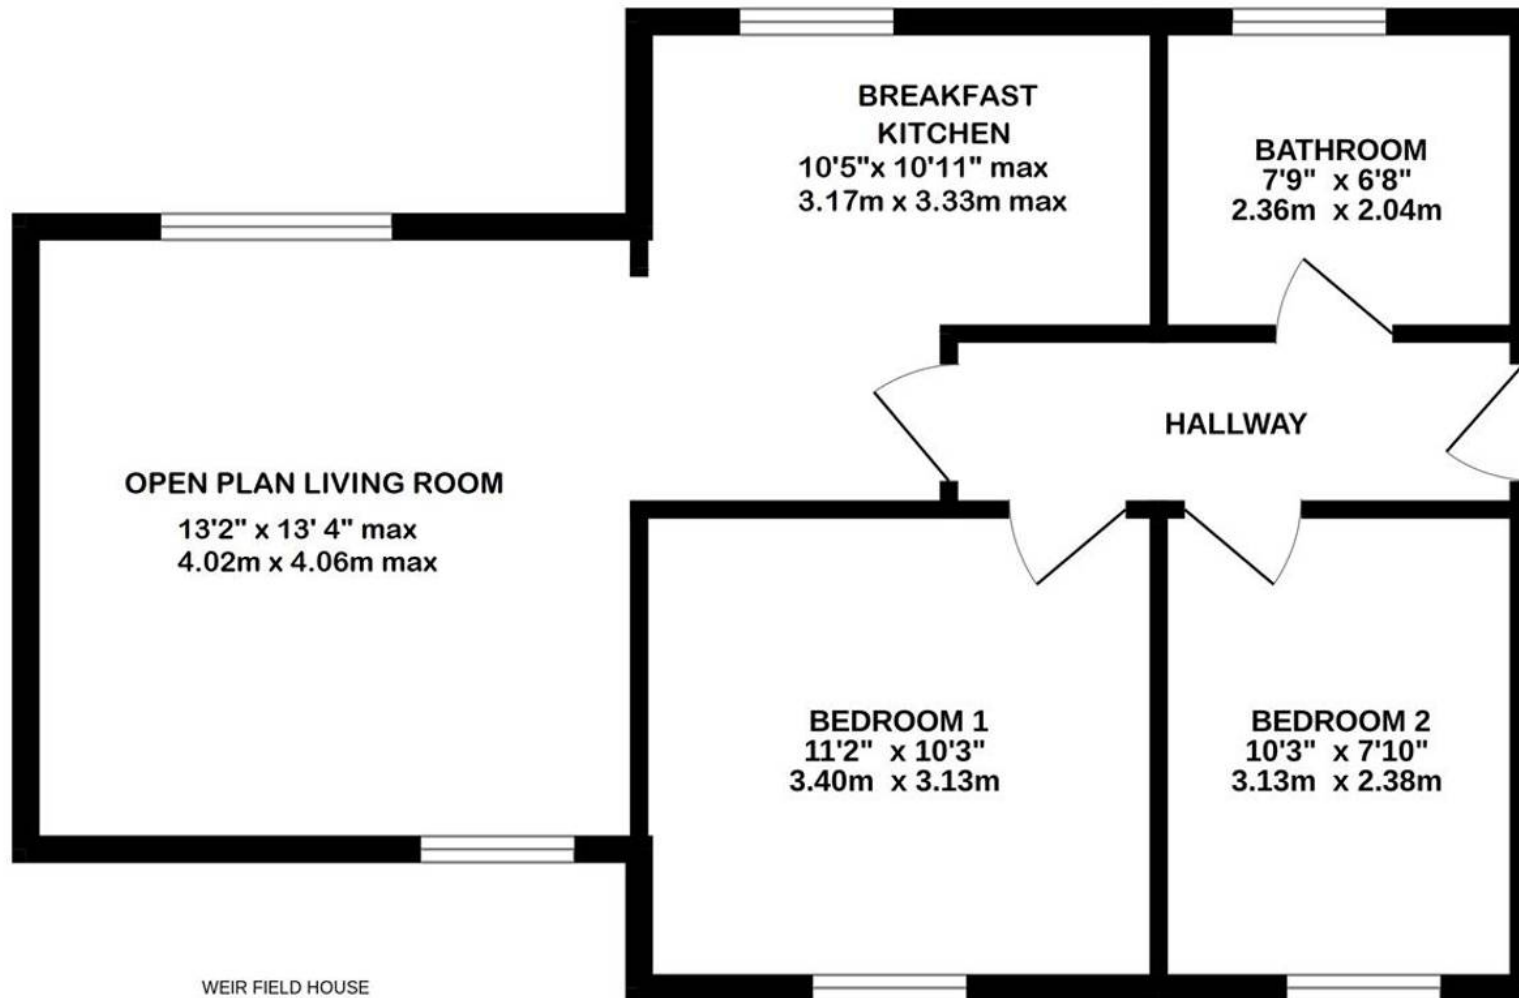 BREAKFAST
KITCHEN
10'5"x 10'11" max
3.17m x 3.33m max
BATHROOM
7'9" x 6'8"
2.36m x 2.04m
HALLWAY
OPEN PLAN LIVING ROOM
13'2" x 13' 4" max
4.02m x 4.06m max
BEDROOM 1
11'2" x 10'3"
3.40m x 3.13m
BEDROOM 2
10'3" x 7'10"
3.13m x 2.38m
WEIR FIELD HOUSE